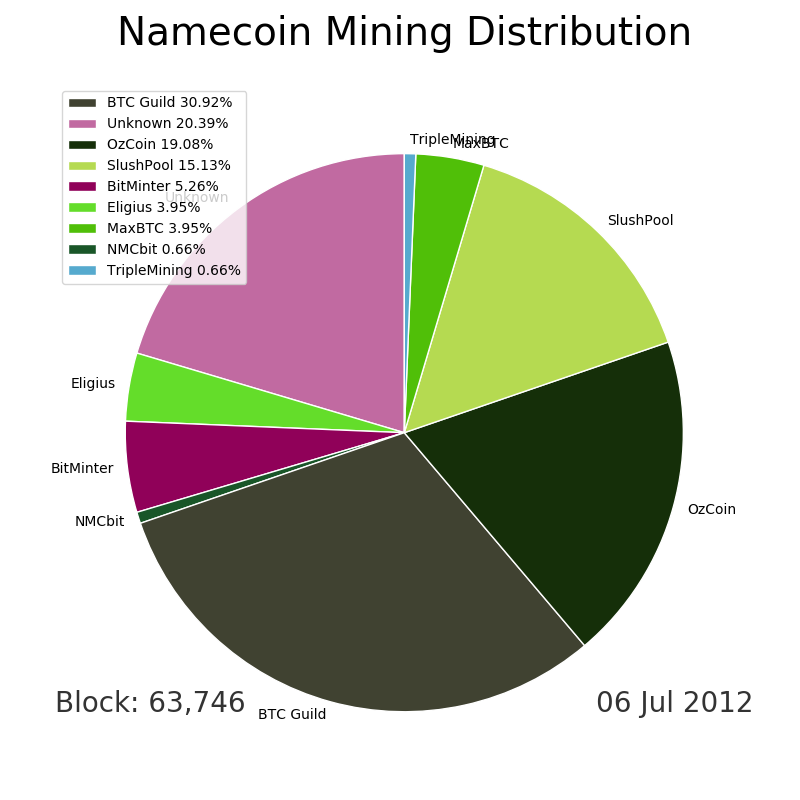 Namecoin Mining Distribution
BTC Guild 30.92%
Unknown 20.39%
OzCoin 19.08%
SlushPool 15.13%
BitMinter 5.26%
Eligius 3.95%
MaxBTC 3.95%
NMCbit 0.66%
TripleMining 0.66%
TripleMining
MaxBTC
Unknown
SlushPool
Eligius
BitMinter
OzCoin
NMCbit
Block: 63,746
BTC Guild
06 Jul 2012